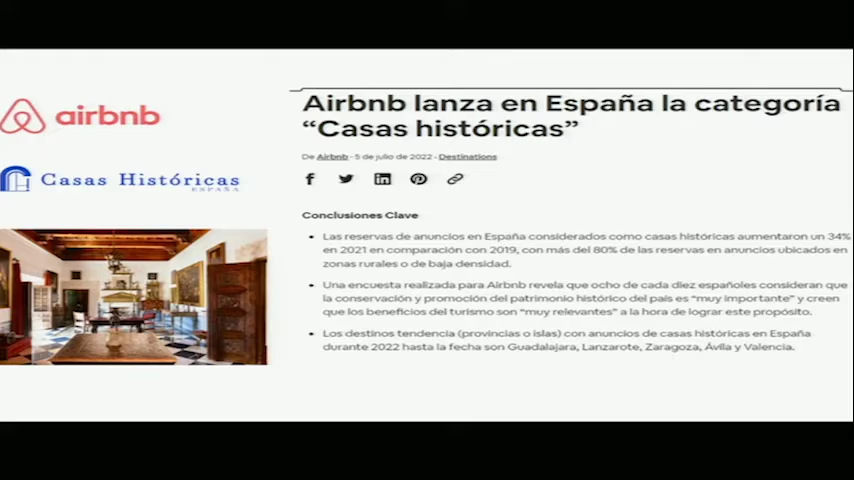 airbnb
Casas Históricas
ESPAÑA
Airbnb lanza en España la categoría
“Casas históricas”
De Airbnb · 5 de julio de 2022 · Destinations
Conclusiones Clave
• Las reservas de anuncios en España considerados como casas históricas aumentaron un 34%
en 2021 en comparación con 2019, con más del 80% de las reservas en anuncios ubicados en
zonas rurales o de baja densidad.
• Una encuesta realizada para Airbnb revela que ocho de cada diez españoles consideran que
la conservación y promoción del patrimonio histórico del país es “muy importante” y creen
que los beneficios del turismo son “muy relevantes” a la hora de lograr este propósito.
• Los destinos tendencia (provincias o islas) con anuncios de casas históricas en España
durante 2022 hasta la fecha son Guadalajara, Lanzarote, Zaragoza, Ávila y Valencia.